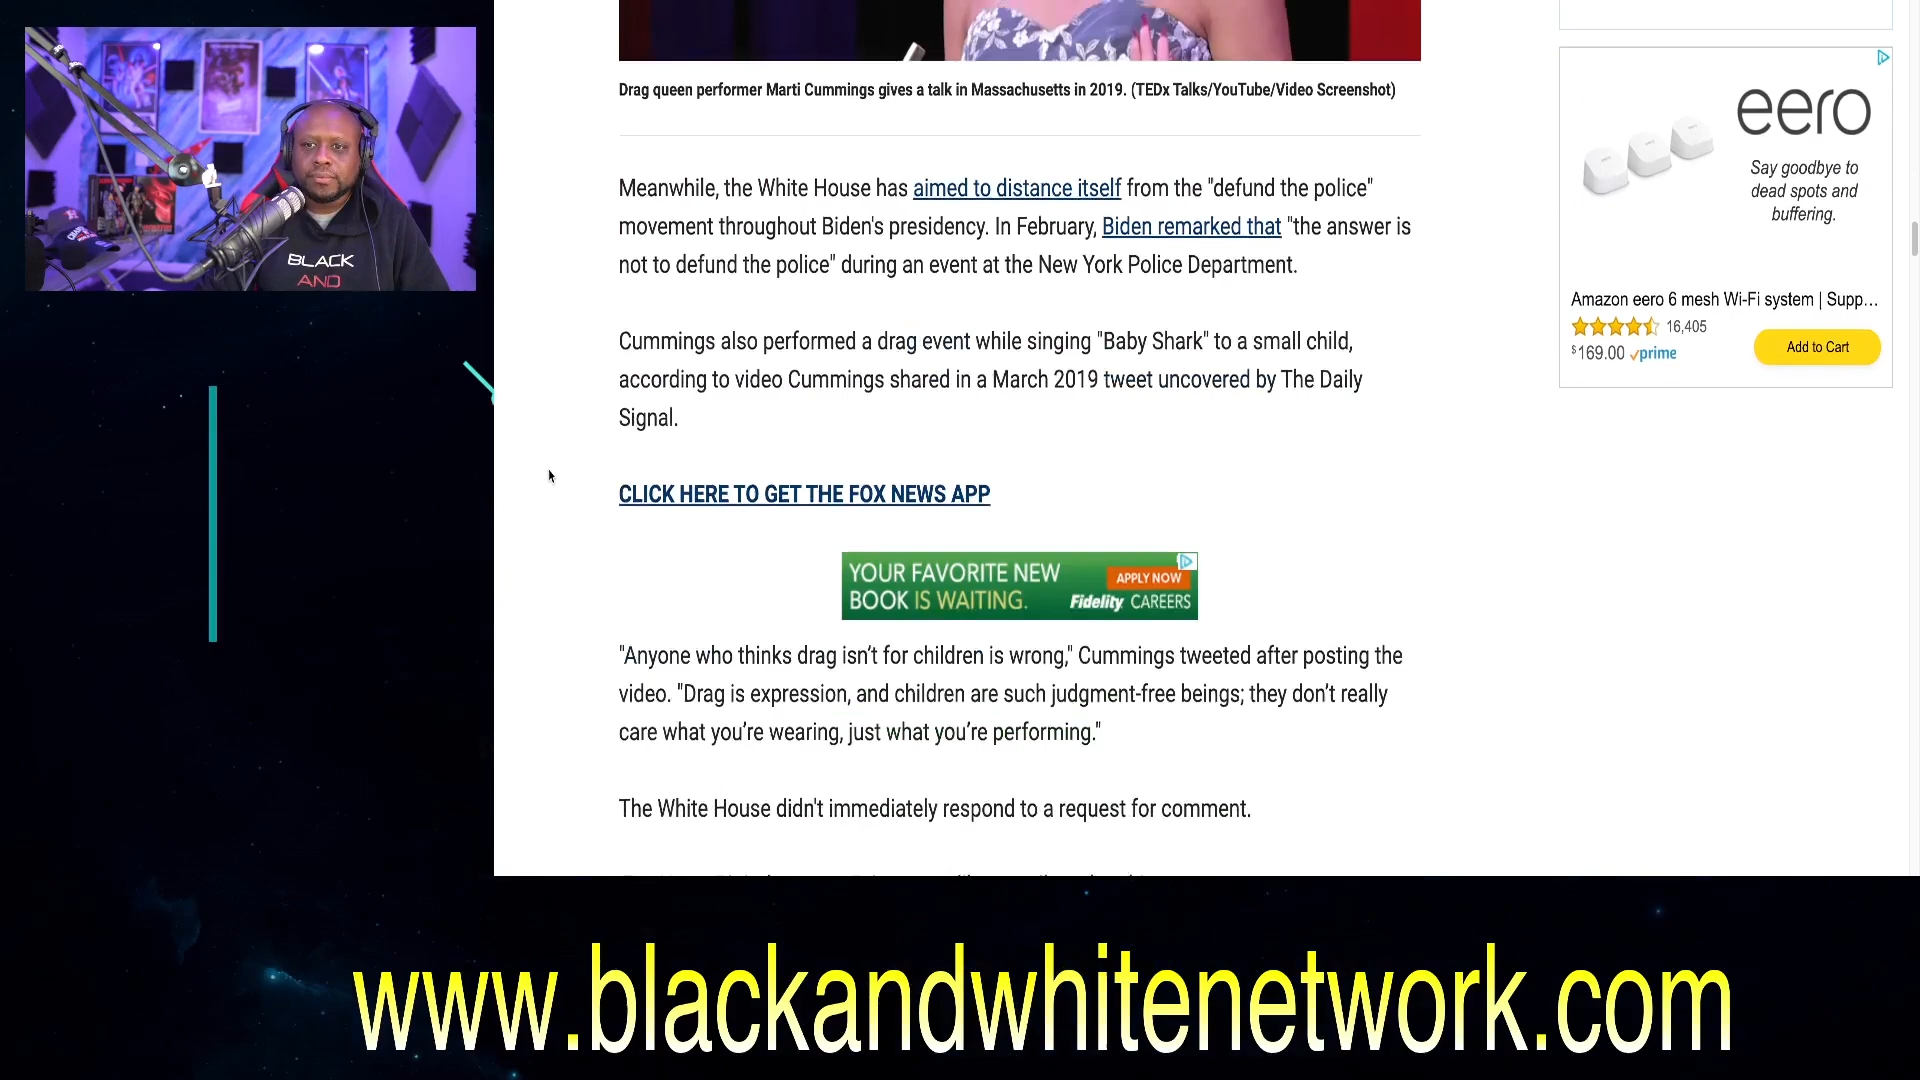 BLACK
AND
Drag queen performer Marti Cummings gives a talk in Massachusetts in 2019. (TEDx Talks/YouTube/Video Screenshot)
Meanwhile, the White House has aimed to distance itself from the "defund the police"
movement throughout Biden's presidency. In February, Biden remarked that "the answer is
not to defund the police" during an event at the New York Police Department.
Cummings also performed a drag event while singing "Baby Shark" to a small child,
according to video Cummings shared in a March 2019 tweet uncovered by The Daily
Signal.
CLICK HERE TO GET THE FOX NEWS APP
YOUR FAVORITE NEW
BOOK IS WAITING.
APPLY NOW
Fidelity CAREERS
"Anyone who thinks drag isn’t for children is wrong," Cummings tweeted after posting the
video. "Drag is expression, and children are such judgment-free beings; they don’t really
care what you’re wearing, just what you’re performing."
The White House didn't immediately respond to a request for comment.
eero
Say goodbye to
dead spots and
buffering.
Amazon eero 6 mesh Wi-Fi system | Supp...
16,405
$169.00 prime
Add to Cart
www.blackandwhitenetwork.com